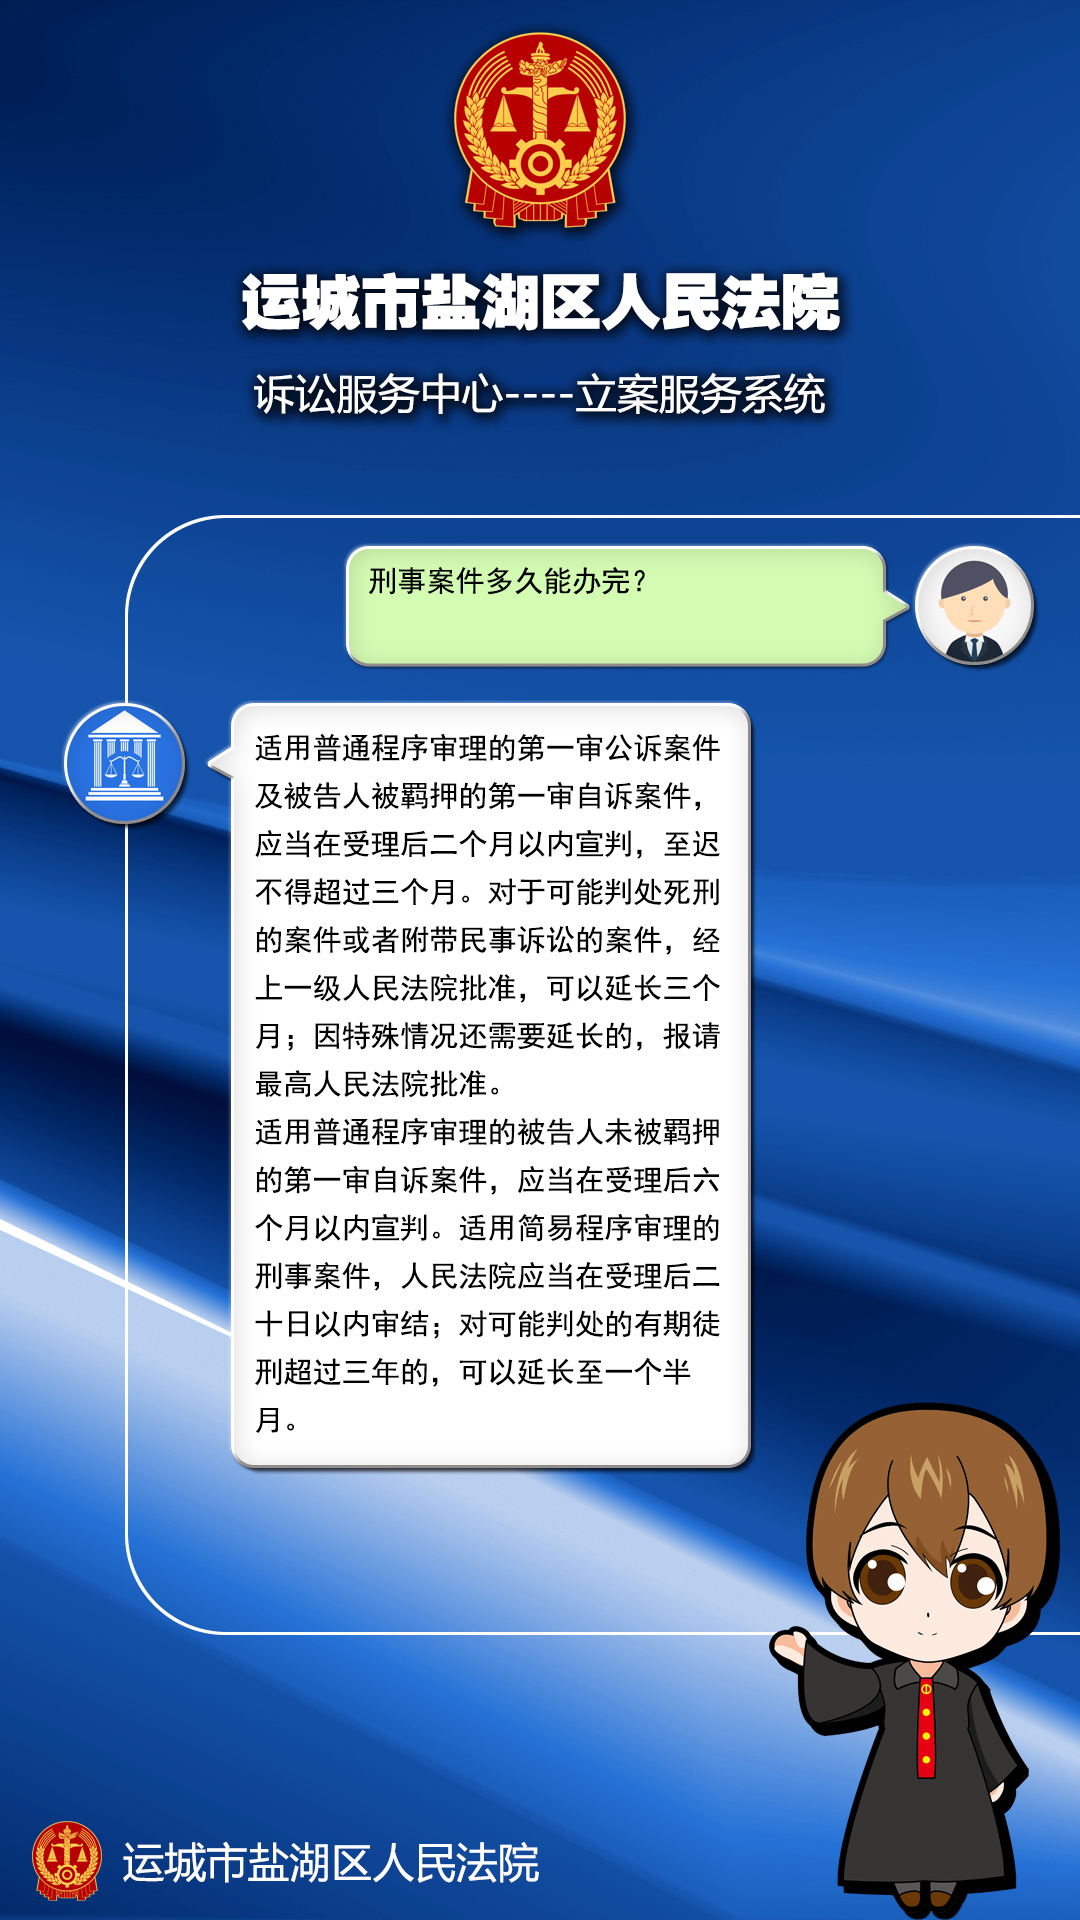 运城市盐湖区人民法院
诉讼服务中心----立案服务系统
刑事案件多久能办完?
适用普通程序审理的第一审公诉案件
及被告人被羁押的第一审自诉案件，
应当在受理后二个月以内宣判，至迟
不得超过三个月。对于可能判处死刑
的案件或者附带民事诉讼的案件，经
上一级人民法院批准，可以延长三个
月；因特殊情况还需要延长的，报请
最高人民法院批准。
适用普通程序审理的被告人未被羁押
的第一审自诉案件，应当在受理后六
个月以内宣判。适用简易程序审理的
刑事案件，人民法院应当在受理后二
十日以内审结；对可能判处的有期徒
刑超过三年的，可以延长至一个半
月。
运城市盐湖区人民法院